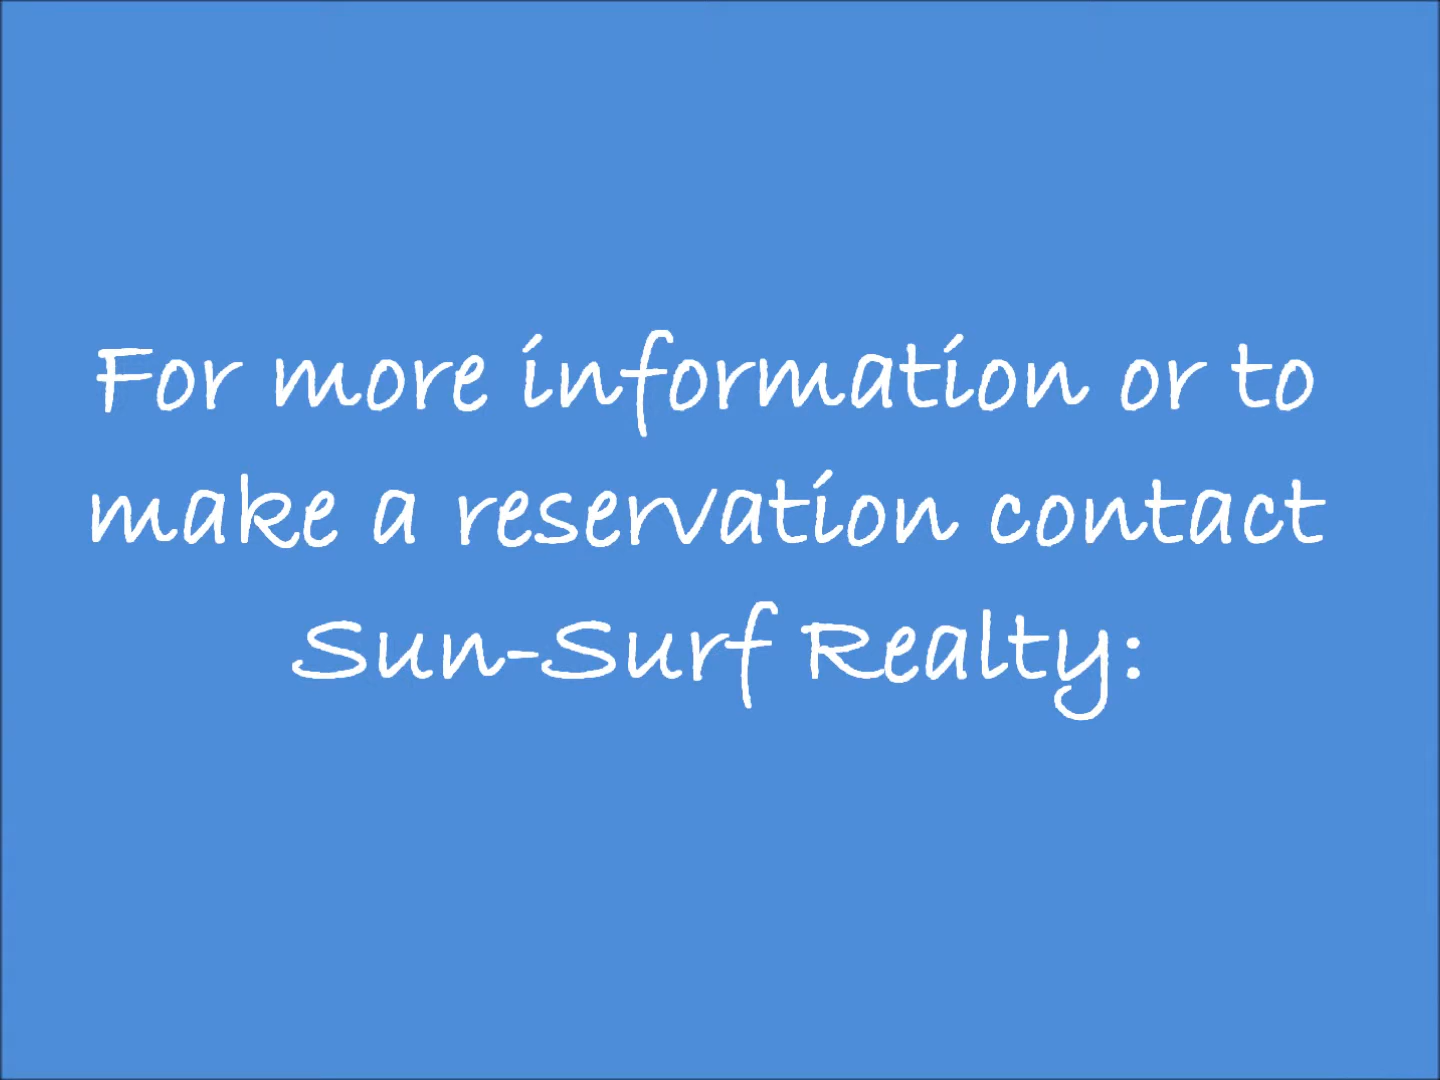 For more information or to
make a reservation contact
Sun-Surf Realty: